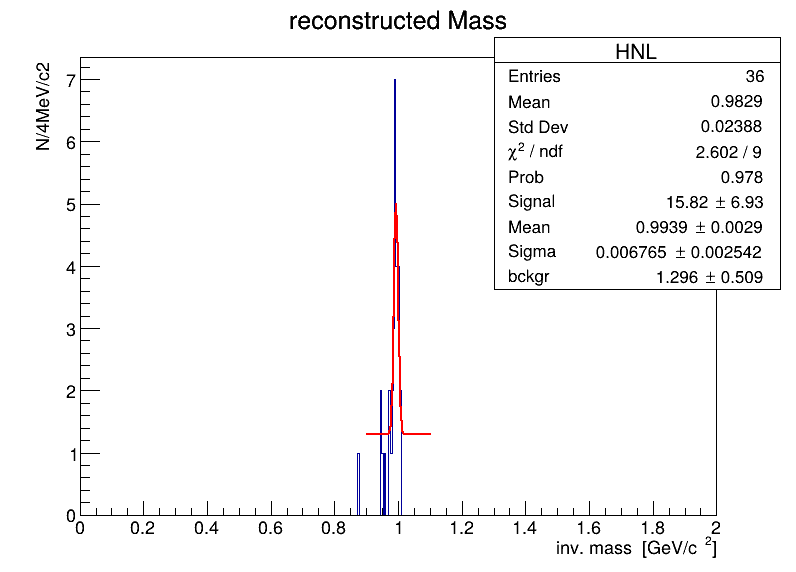 reconstructed Mass
HNL
Entries 36
Mean 0.9829
Std Dev 0.02388
χ2 / ndf 2.602 / 9
Prob 0.978
Signal 15.82 ± 6.93
Mean 0.9939 ± 0.0029
Sigma 0.006765 ± 0.002542
bckgr 1.296 ± 0.509
N/4MeV/c2
7
6
5
4
3
2
1
0
0 0.2 0.4 0.6 0.8 1 1.2 1.4 1.6 1.8 2
inv. mass [GeV/c 2]